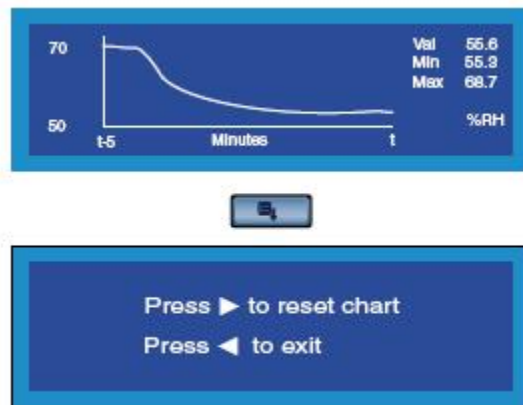 70
Val 55.6
Min 55.3
Max 68.7
%RH
50
t-5 Minutes t
Press ▶ to reset chart
Press ◀ to exit